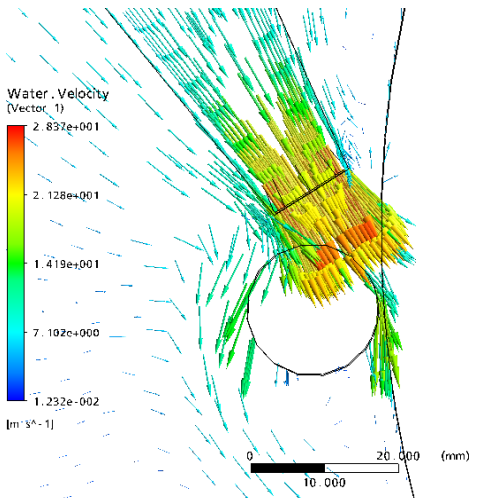 Water . Velocity
(Vector 1)
2.837e+001
2.128e+001
1.419e+001
7.102e+000
1.232e-002
[m s^-1]
0 20.000 (mm)
10.000